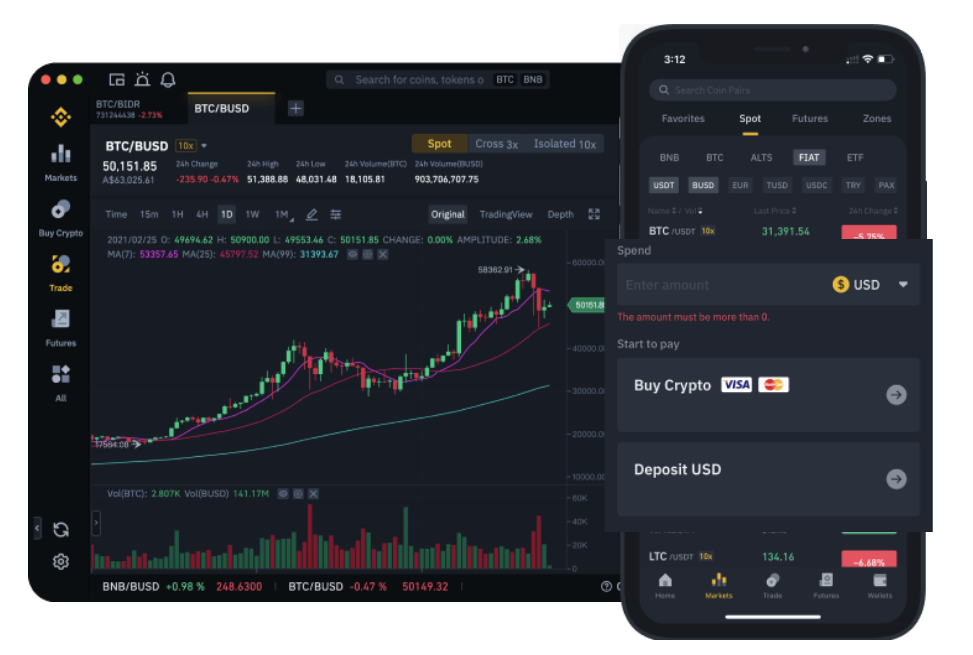 Search for coins, tokens o BTC BNB
BTC/BIDR
731244438 -2.73%
BTC/BUSD
BTC/BUSD 10x
Spot Cross 3x Isolated 10x
50,151.85
A$63,025.61
24h Change
-235.90 -0.47%
24h High
51,388.88
24h Low
48,031.48
24h Volume(BTC)
18,105.81
24h Volume(BUSD)
903,706,707.75
Time 15m 1H 4H 1D 1W 1M
Original TradingView Depth
2021/02/25 O: 49694.62 H: 50900.00 L: 49553.46 C: 50151.85 CHANGE: 0.00% AMPLITUDE: 2.68%
MA(7): 53357.65 MA(25): 45797.52 MA(99): 31393.67
58362.91
60000.00
50151.85
40000.00
30000.00
20000.00
10000.00
17564.08
Vol(BTC): 2.807K Vol(BUSD) 141.17M
60K
40K
20K
0
BNB/BUSD +0.98 % 248.6300
BTC/BUSD -0.47 % 50149.32
Markets
Buy Crypto
Trade
Futures
All
3:12
Search Coin Pairs
Favorites Spot Futures Zones
BNB BTC ALTS FIAT ETF
USDT BUSD EUR TUSD USDC TRY PAX
Name / Vol Last Price 24h Change
BTC /USDT 10x 31,391.54 -5.75%
Spend
Enter amount $ USD
The amount must be more than 0.
Start to pay
Buy Crypto VISA
Deposit USD
LTC /USDT 10x 134.16 -6.68%
Home Markets Trade Futures Wallets